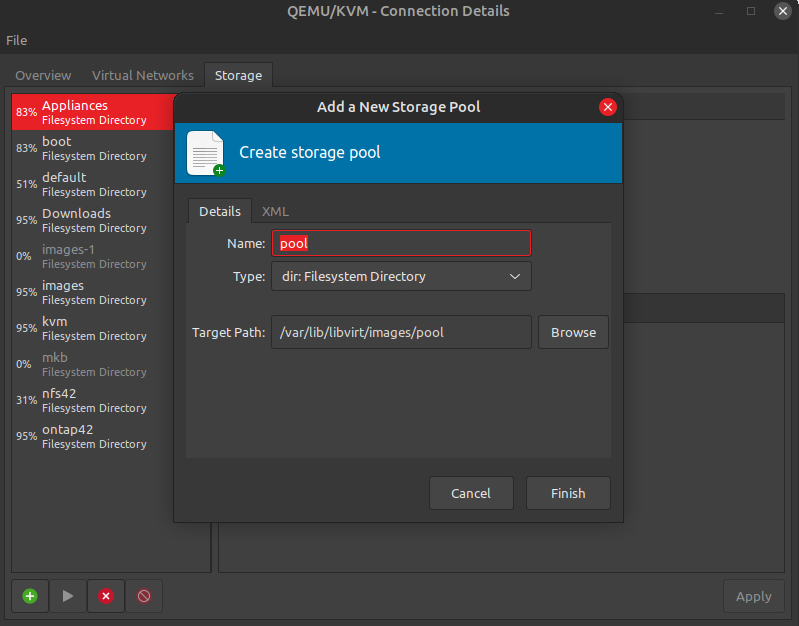 QEMU/KVM - Connection Details
File
Overview
Virtual Networks
Storage
83%
Appliances
Filesystem Directory
83%
boot
Filesystem Directory
51%
default
Filesystem Directory
95%
Downloads
Filesystem Directory
0%
images-1
Filesystem Directory
95%
images
Filesystem Directory
95%
kvm
Filesystem Directory
0%
mkb
Filesystem Directory
31%
nfs42
Filesystem Directory
95%
ontap42
Filesystem Directory
Add a New Storage Pool
Create storage pool
Details
XML
Name: pool
Type: dir: Filesystem Directory
Target Path: /var/lib/libvirt/images/pool
Browse
Cancel
Finish
Apply